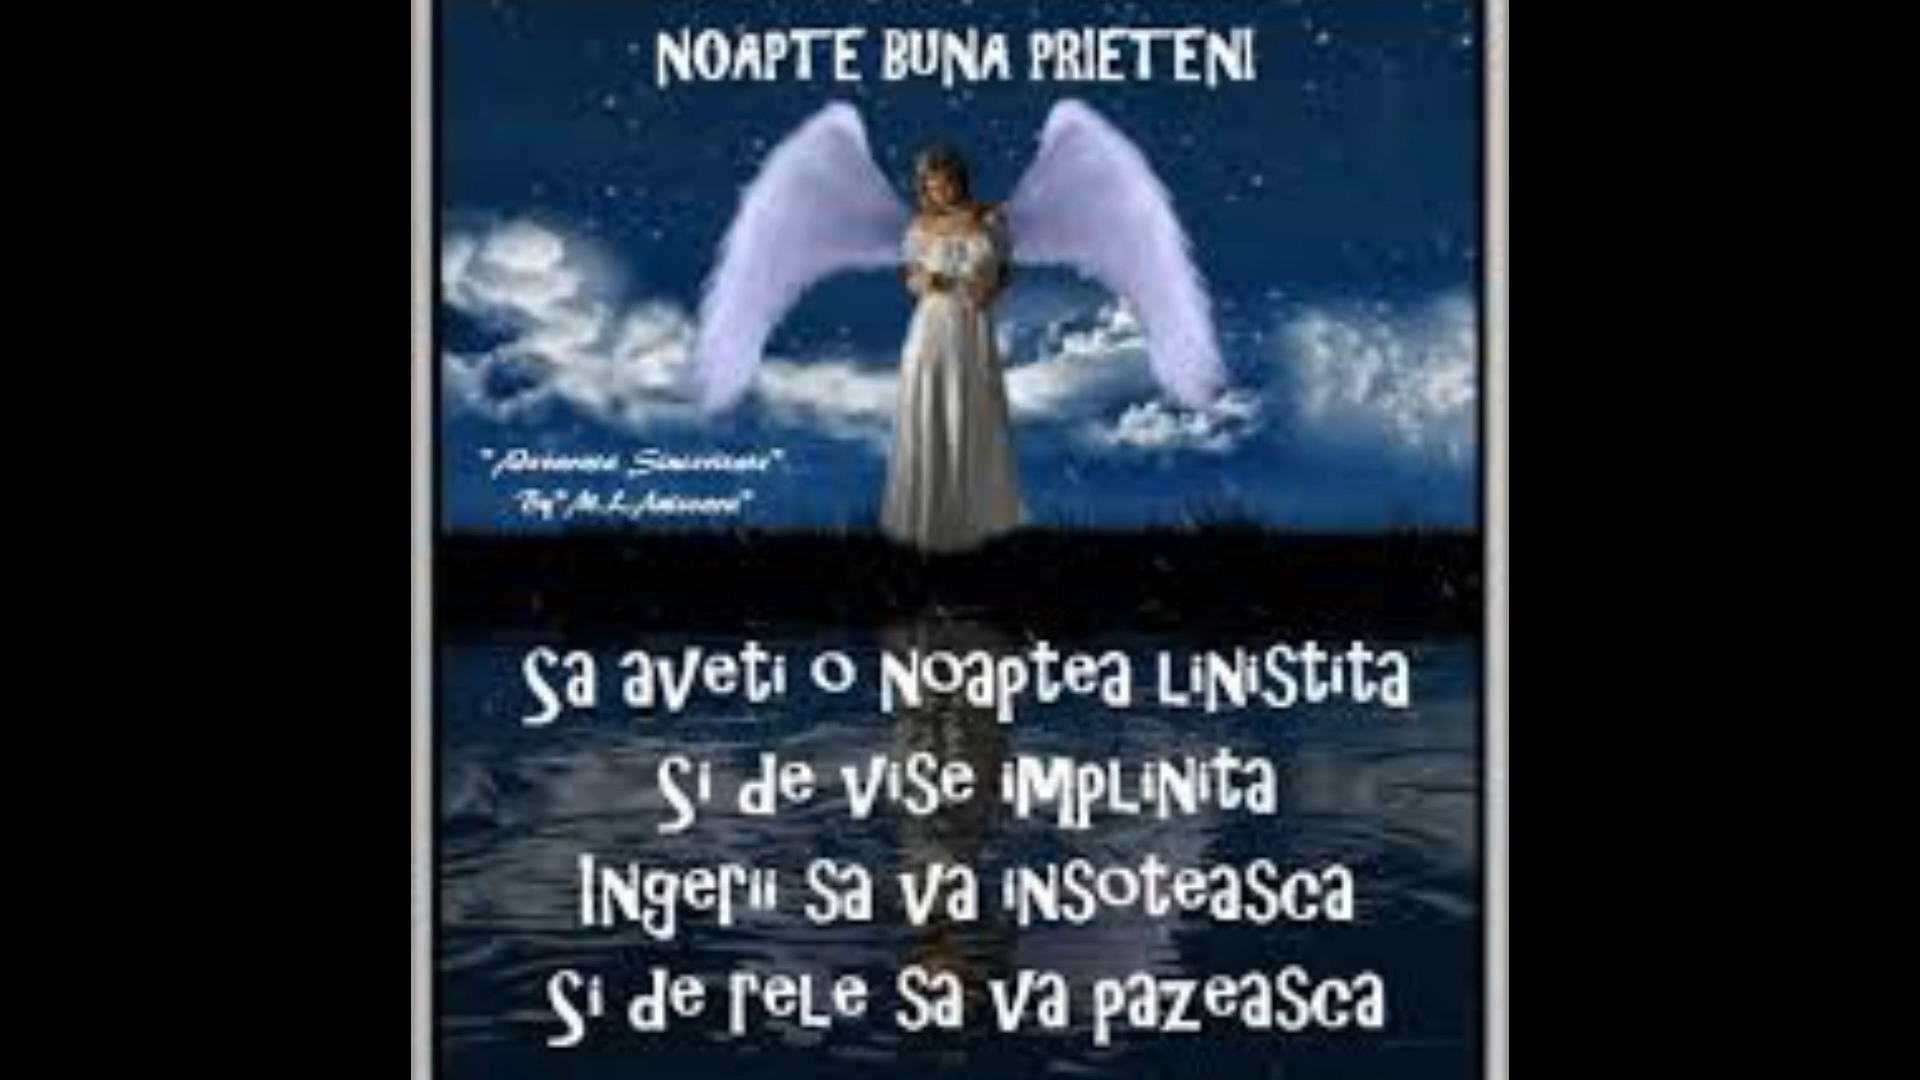 NOAPTE BUNA PRIETENI
By "M.L.
Sa aveti o noaptea linistita
Si de vise implinita
Ingerii sa va insoteasca
Si de rele sa va pazeasca